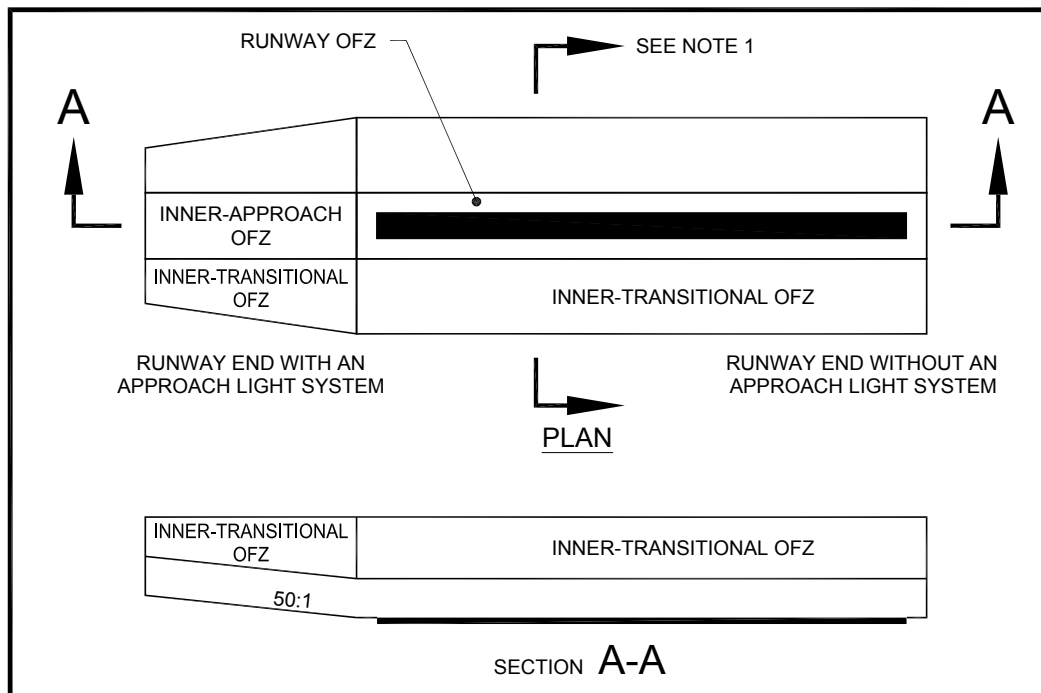 RUNWAY OFZ
SEE NOTE 1
A
A
INNER-APPROACH
OFZ
INNER-TRANSITIONAL
OFZ
INNER-TRANSITIONAL OFZ
RUNWAY END WITH AN
APPROACH LIGHT SYSTEM
RUNWAY END WITHOUT AN
APPROACH LIGHT SYSTEM
PLAN
INNER-TRANSITIONAL
OFZ
INNER-TRANSITIONAL OFZ
50:1
SECTION A-A